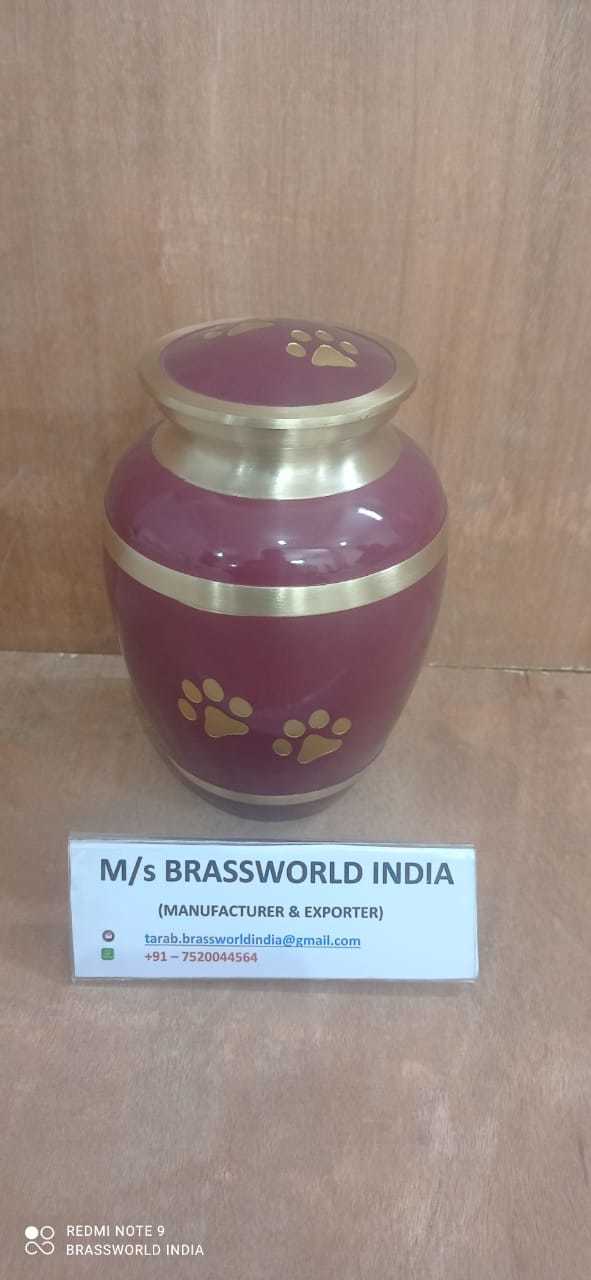 M/s BRASSWORLD INDIA
(MANUFACTURER & EXPORTER)
tarab.brassworldindia@gmail.com
+91 – 7520044564
REDMI NOTE 9
BRASSWORLD INDIA